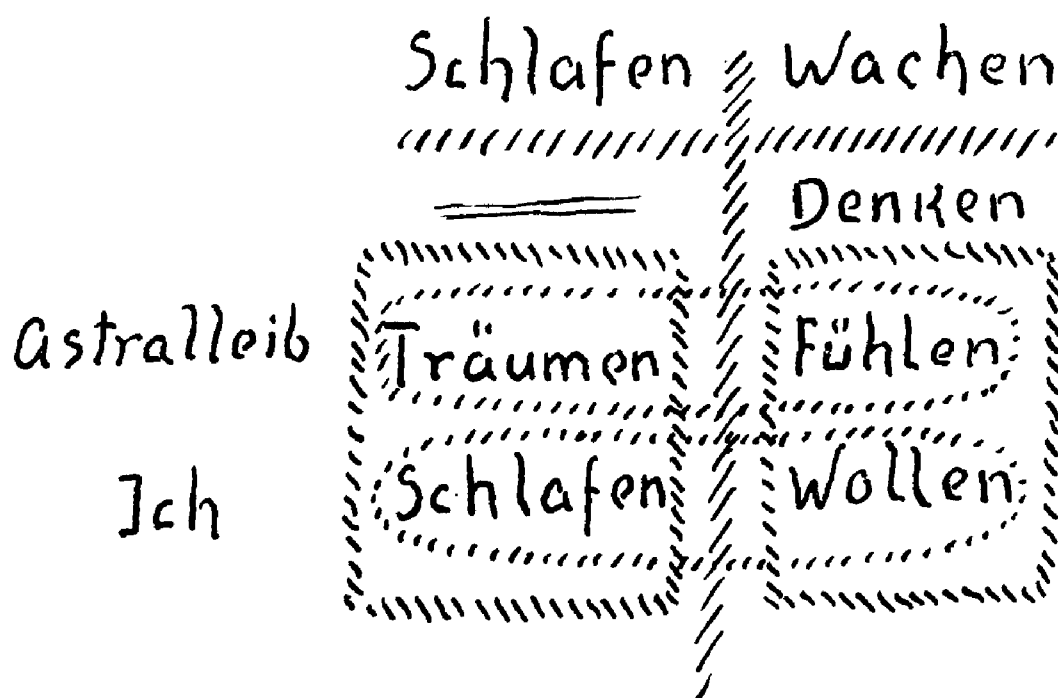 Schlafen Wachen
Denken
Astralleib Träumen Fühlen
Ich Schlafen Wollen